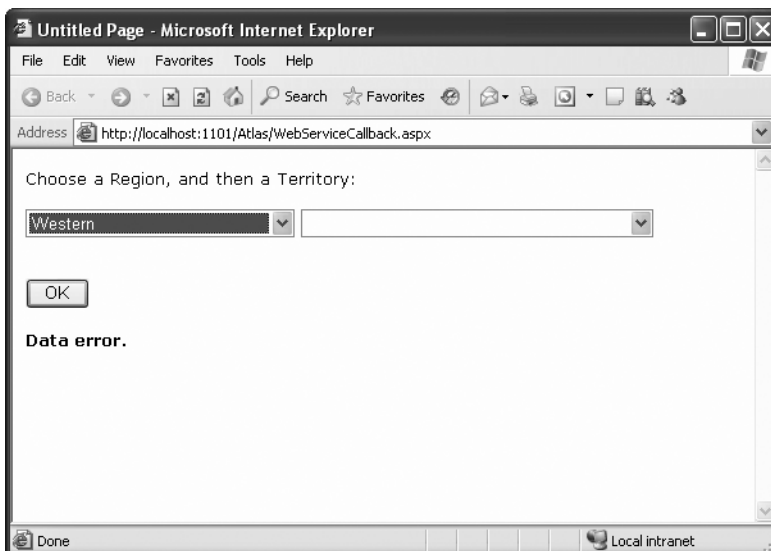 Untitled Page - Microsoft Internet Explorer
File Edit View Favorites Tools Help
Back Search Favorites
Address http://localhost:1101/Atlas/WebServiceCallback.aspx
Choose a Region, and then a Territory:
Western
OK
Data error.
Done Local intranet